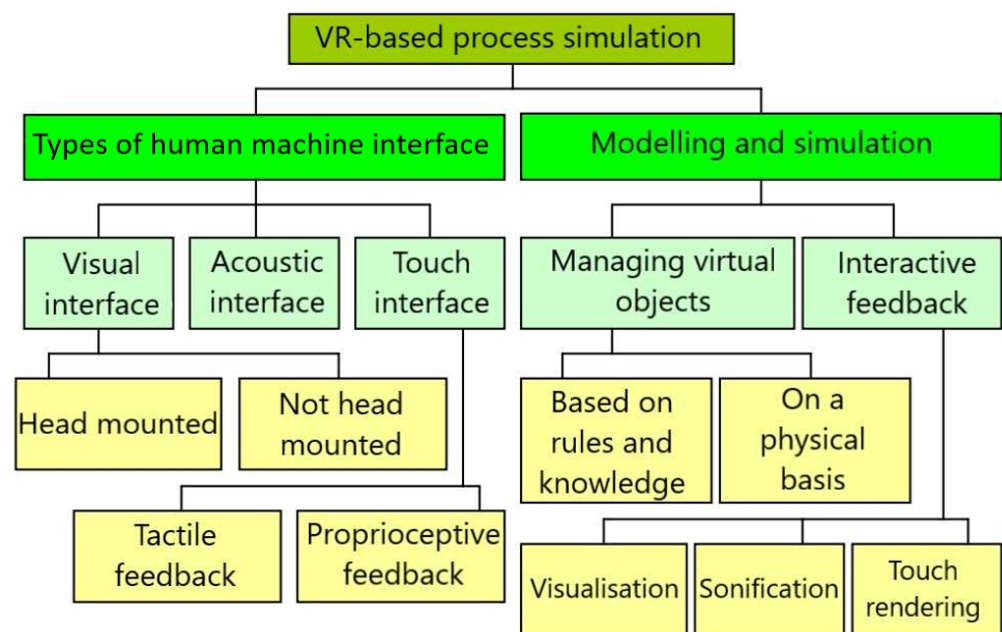 VR-based process simulation
Types of human machine interface
Modelling and simulation
Visual
interface
Acoustic
interface
Touch
interface
Managing virtual
objects
Interactive
feedback
Head mounted
Not head
mounted
Based on
rules and
knowledge
On a
physical
basis
Tactile
feedback
Proprioceptive
feedback
Visualisation
Sonification
Touch
rendering